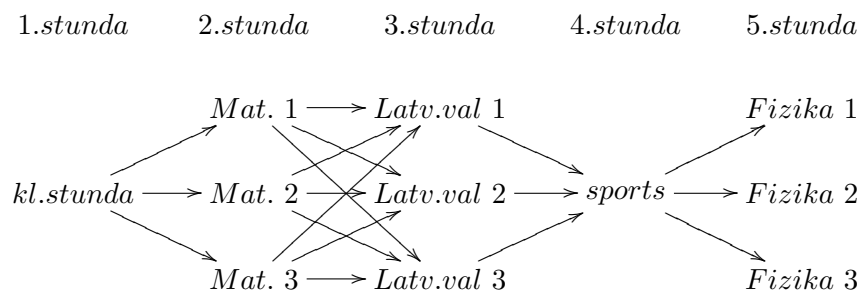 1.stunda 2.stunda 3.stunda 4.stunda 5.stunda
Mat. 1 Latv.val 1 Fizika 1
kl.stunda Mat. 2 Latv.val 2 sports Fizika 2
Mat. 3 Latv.val 3 Fizika 3